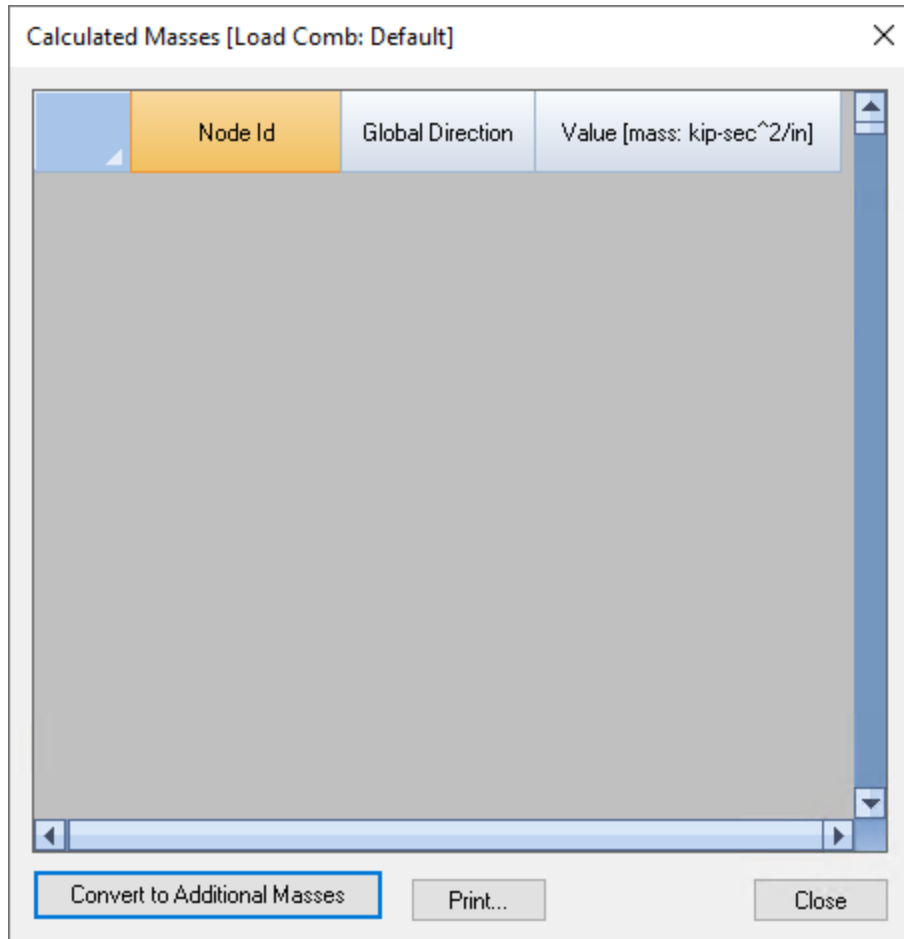 Calculated Masses [Load Comb: Default]
Node Id
Global Direction
Value [mass: kip-sec^2/in]
Convert to Additional Masses
Print...
Close